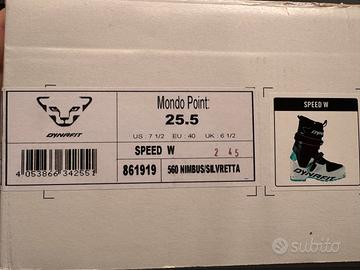 DYNAFIT
4 053866 342551
Mondo Point:
25.5
US : 7 1/2 EU : 40 UK : 6 1/2
SPEED W 2 45
861919 560 NIMBUS/SILVRETTA
SPEED W
DYNAFIT
subito